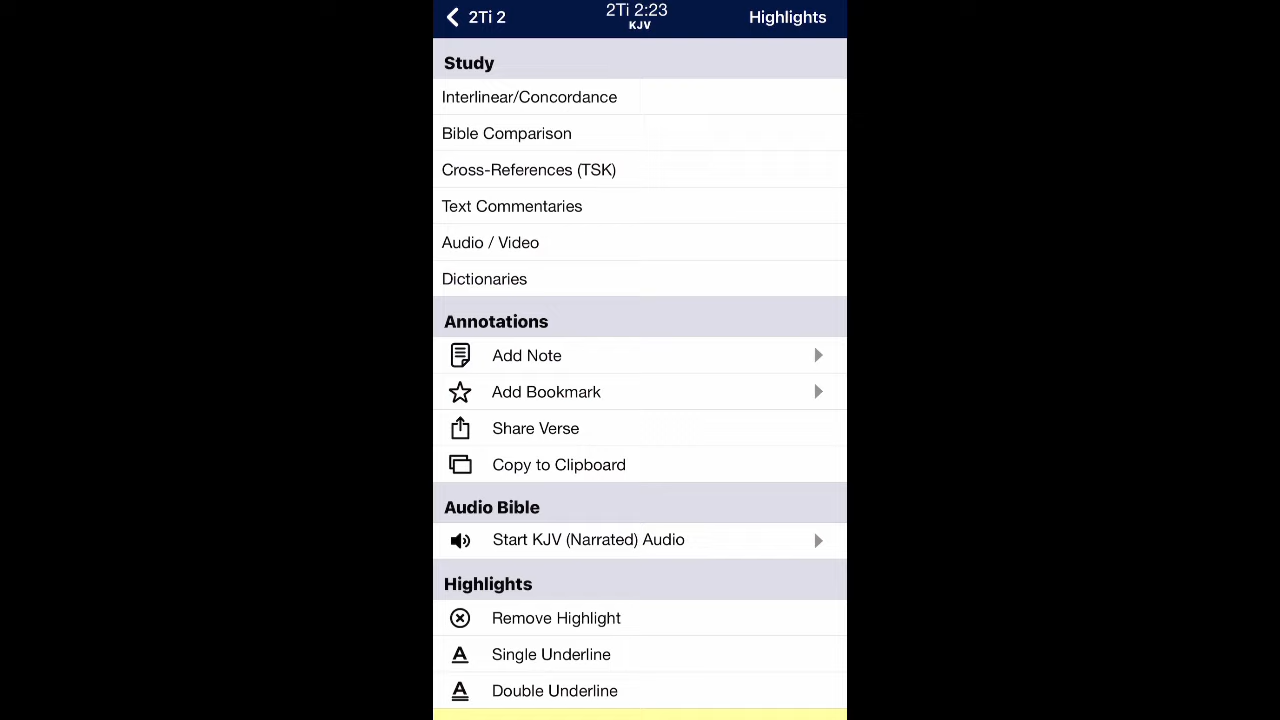 2Ti 2
2Ti 2:23
KJV
Highlights
Study
Interlinear/Concordance
Bible Comparison
Cross-References (TSK)
Text Commentaries
Audio / Video
Dictionaries
Annotations
Add Note
Add Bookmark
Share Verse
Copy to Clipboard
Audio Bible
Start KJV (Narrated) Audio
Highlights
Remove Highlight
A Single Underline
A Double Underline